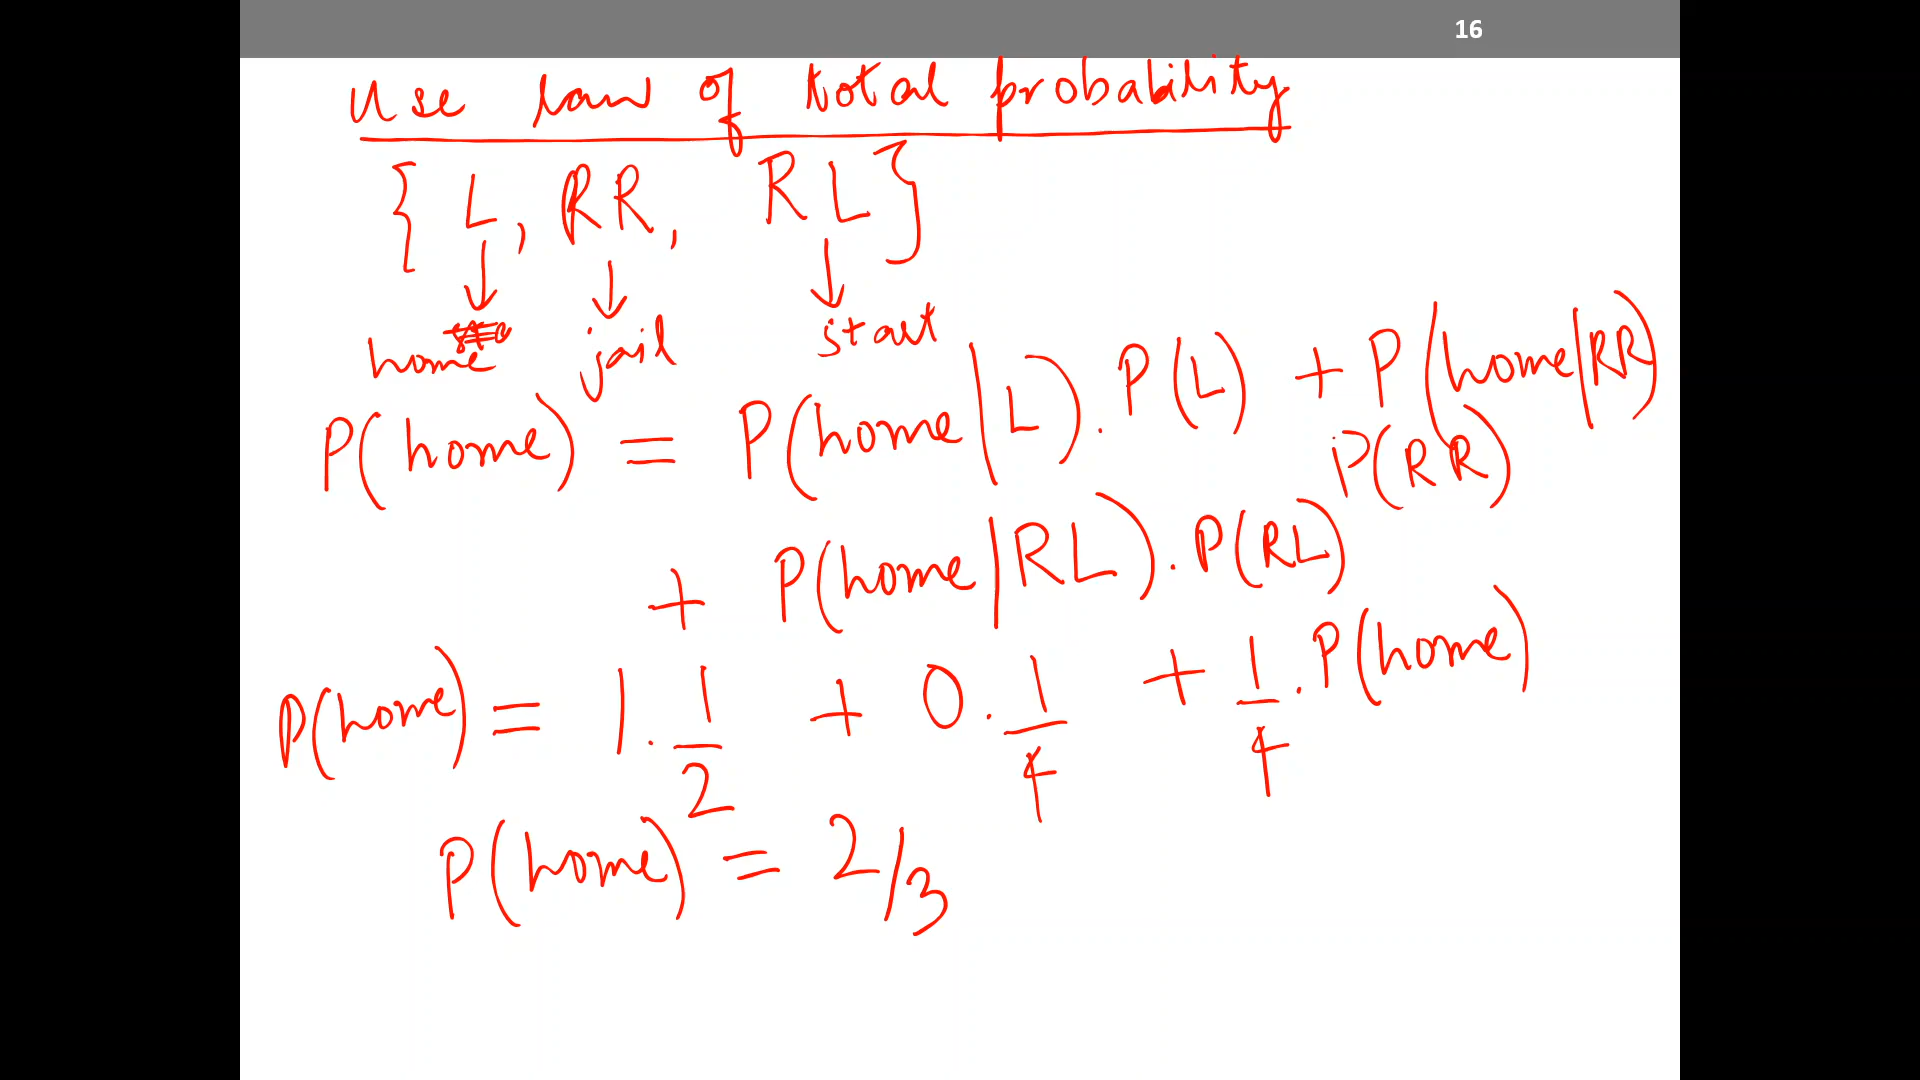 16
Use law of total probability
{ L, RR, RL }
↓ ↓ ↓
home jail start
P(home) = P(home|L). P(L) + P(home|RR)
P(RR)
+ P(home|RL). P(RL)
P(home) = 1. 1/2 + 0. 1/4 + 1/4 . P(home)
P(home) = 2/3